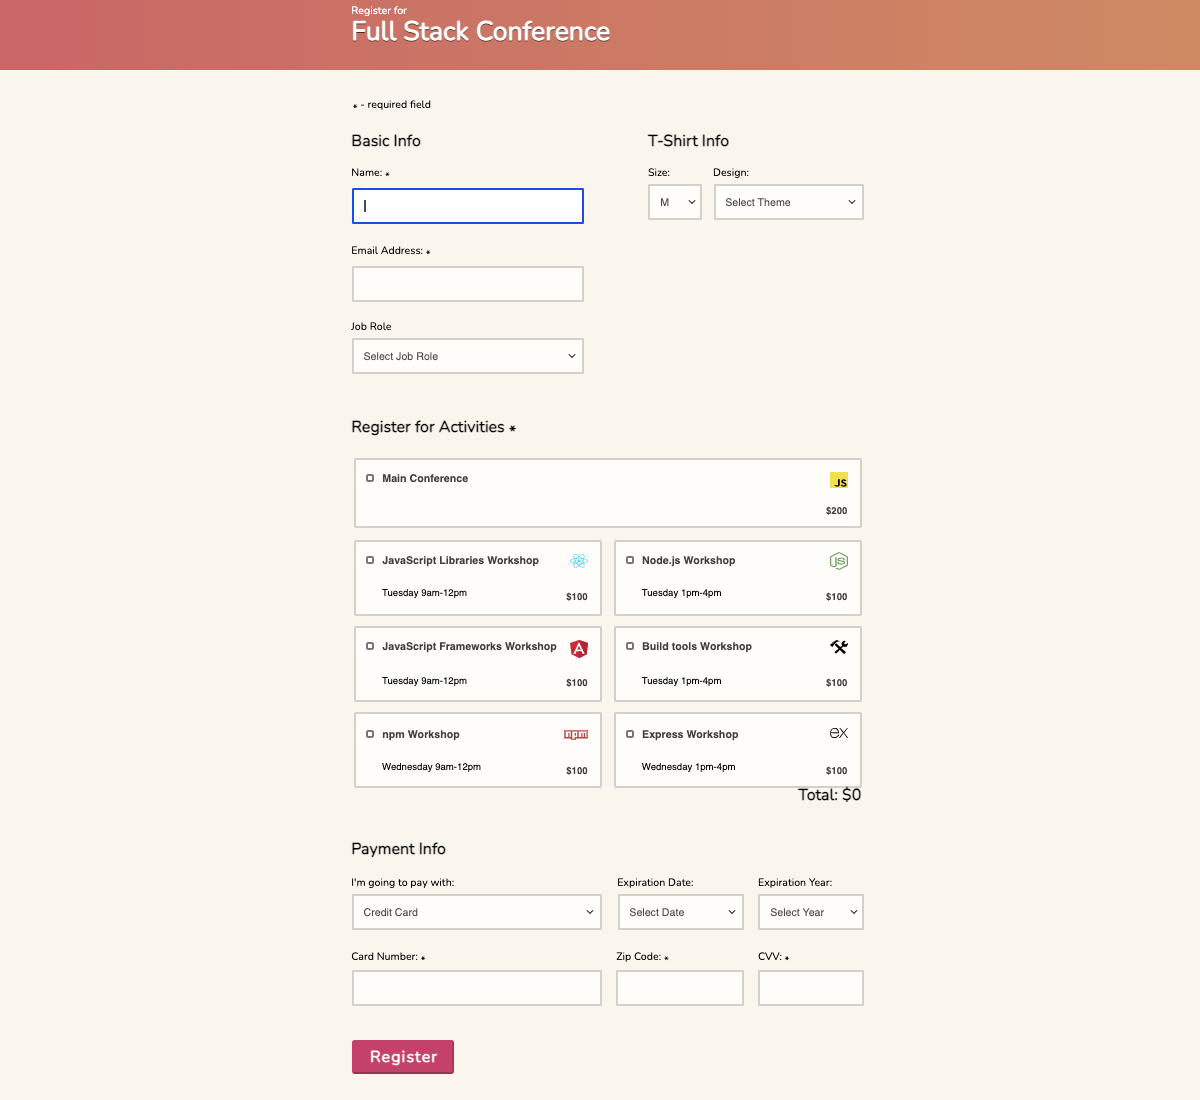 Register for
Full Stack Conference
* - required field
Basic Info
Name: *
Email Address: *
Job Role
Select Job Role
T-Shirt Info
Size:
Design:
M
Select Theme
Register for Activities *
Main Conference
JS
$200
JavaScript Libraries Workshop
Tuesday 9am-12pm
$100
Node.js Workshop
JS
Tuesday 1pm-4pm
$100
JavaScript Frameworks Workshop
A
Tuesday 9am-12pm
$100
Build tools Workshop
Tuesday 1pm-4pm
$100
npm Workshop
npm
Wednesday 9am-12pm
$100
Express Workshop
ex
Wednesday 1pm-4pm
$100
Total: $0
Payment Info
I'm going to pay with:
Credit Card
Expiration Date:
Select Date
Expiration Year:
Select Year
Card Number: *
Zip Code: *
CVV: *
Register